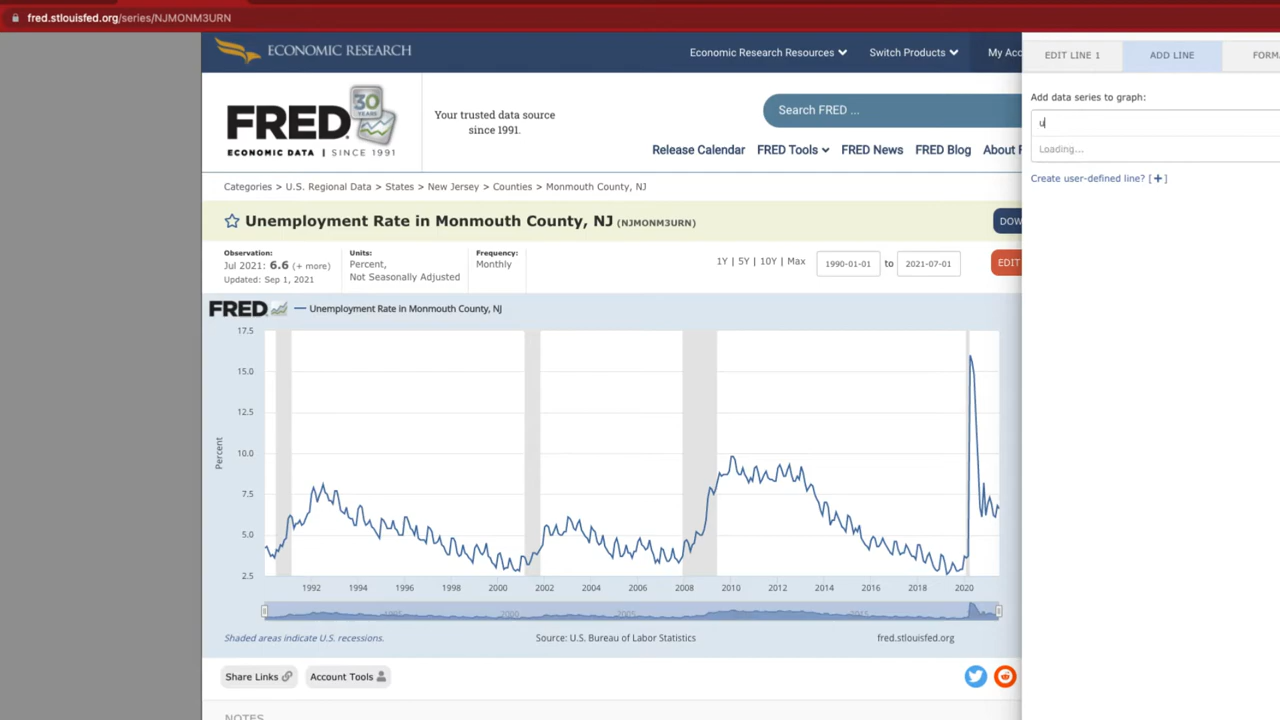 fred.stlouisfed.org/series/NJMONM3URN
ECONOMIC RESEARCH
Economic Research Resources
Switch Products
My Acc
FRED
30
YEARS
ECONOMIC DATA | SINCE 1991
Your trusted data source
since 1991.
Search FRED ...
Release Calendar
FRED Tools
FRED News
FRED Blog
About F
Categories > U.S. Regional Data > States > New Jersey > Counties > Monmouth County, NJ
Unemployment Rate in Monmouth County, NJ (NJMONM3URN)
DOW
Observation:
Jul 2021: 6.6 (+ more)
Updated: Sep 1, 2021
Units:
Percent,
Not Seasonally Adjusted
Frequency:
Monthly
1Y | 5Y | 10Y | Max
1990-01-01 to 2021-07-01
EDIT
FRED
Unemployment Rate in Monmouth County, NJ
17.5
15.0
12.5
10.0
7.5
5.0
2.5
Percent
1992 1994 1996 1998 2000 2002 2004 2006 2008 2010 2012 2014 2016 2018 2020
1995 2000 2005 2015
Shaded areas indicate U.S. recessions.
Source: U.S. Bureau of Labor Statistics
fred.stlouisfed.org
Share Links
Account Tools
NOTES
EDIT LINE 1
ADD LINE
FORMA
Add data series to graph:
u
Loading...
Create user-defined line? [+]